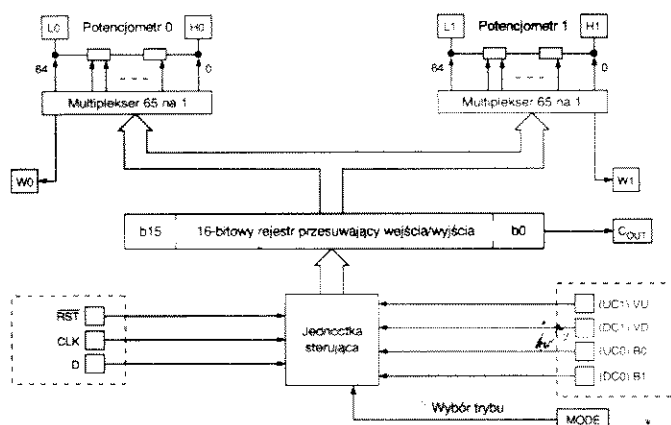 L0 Potencjometr 0 H0
L1 Potencjometr 1 H1
64 0
64 0
Multiplekser 65 na 1
Multiplekser 65 na 1
W0
W1
b15 16-bitowy rejestr przesuwający wejścia/wyjścia b0
COUT
RST
CLK
D
Jednostka
sterująca
(UC1) VU
(DC1) VD
(UC0) B0
(DC0) B1
Wybór trybu
MODE